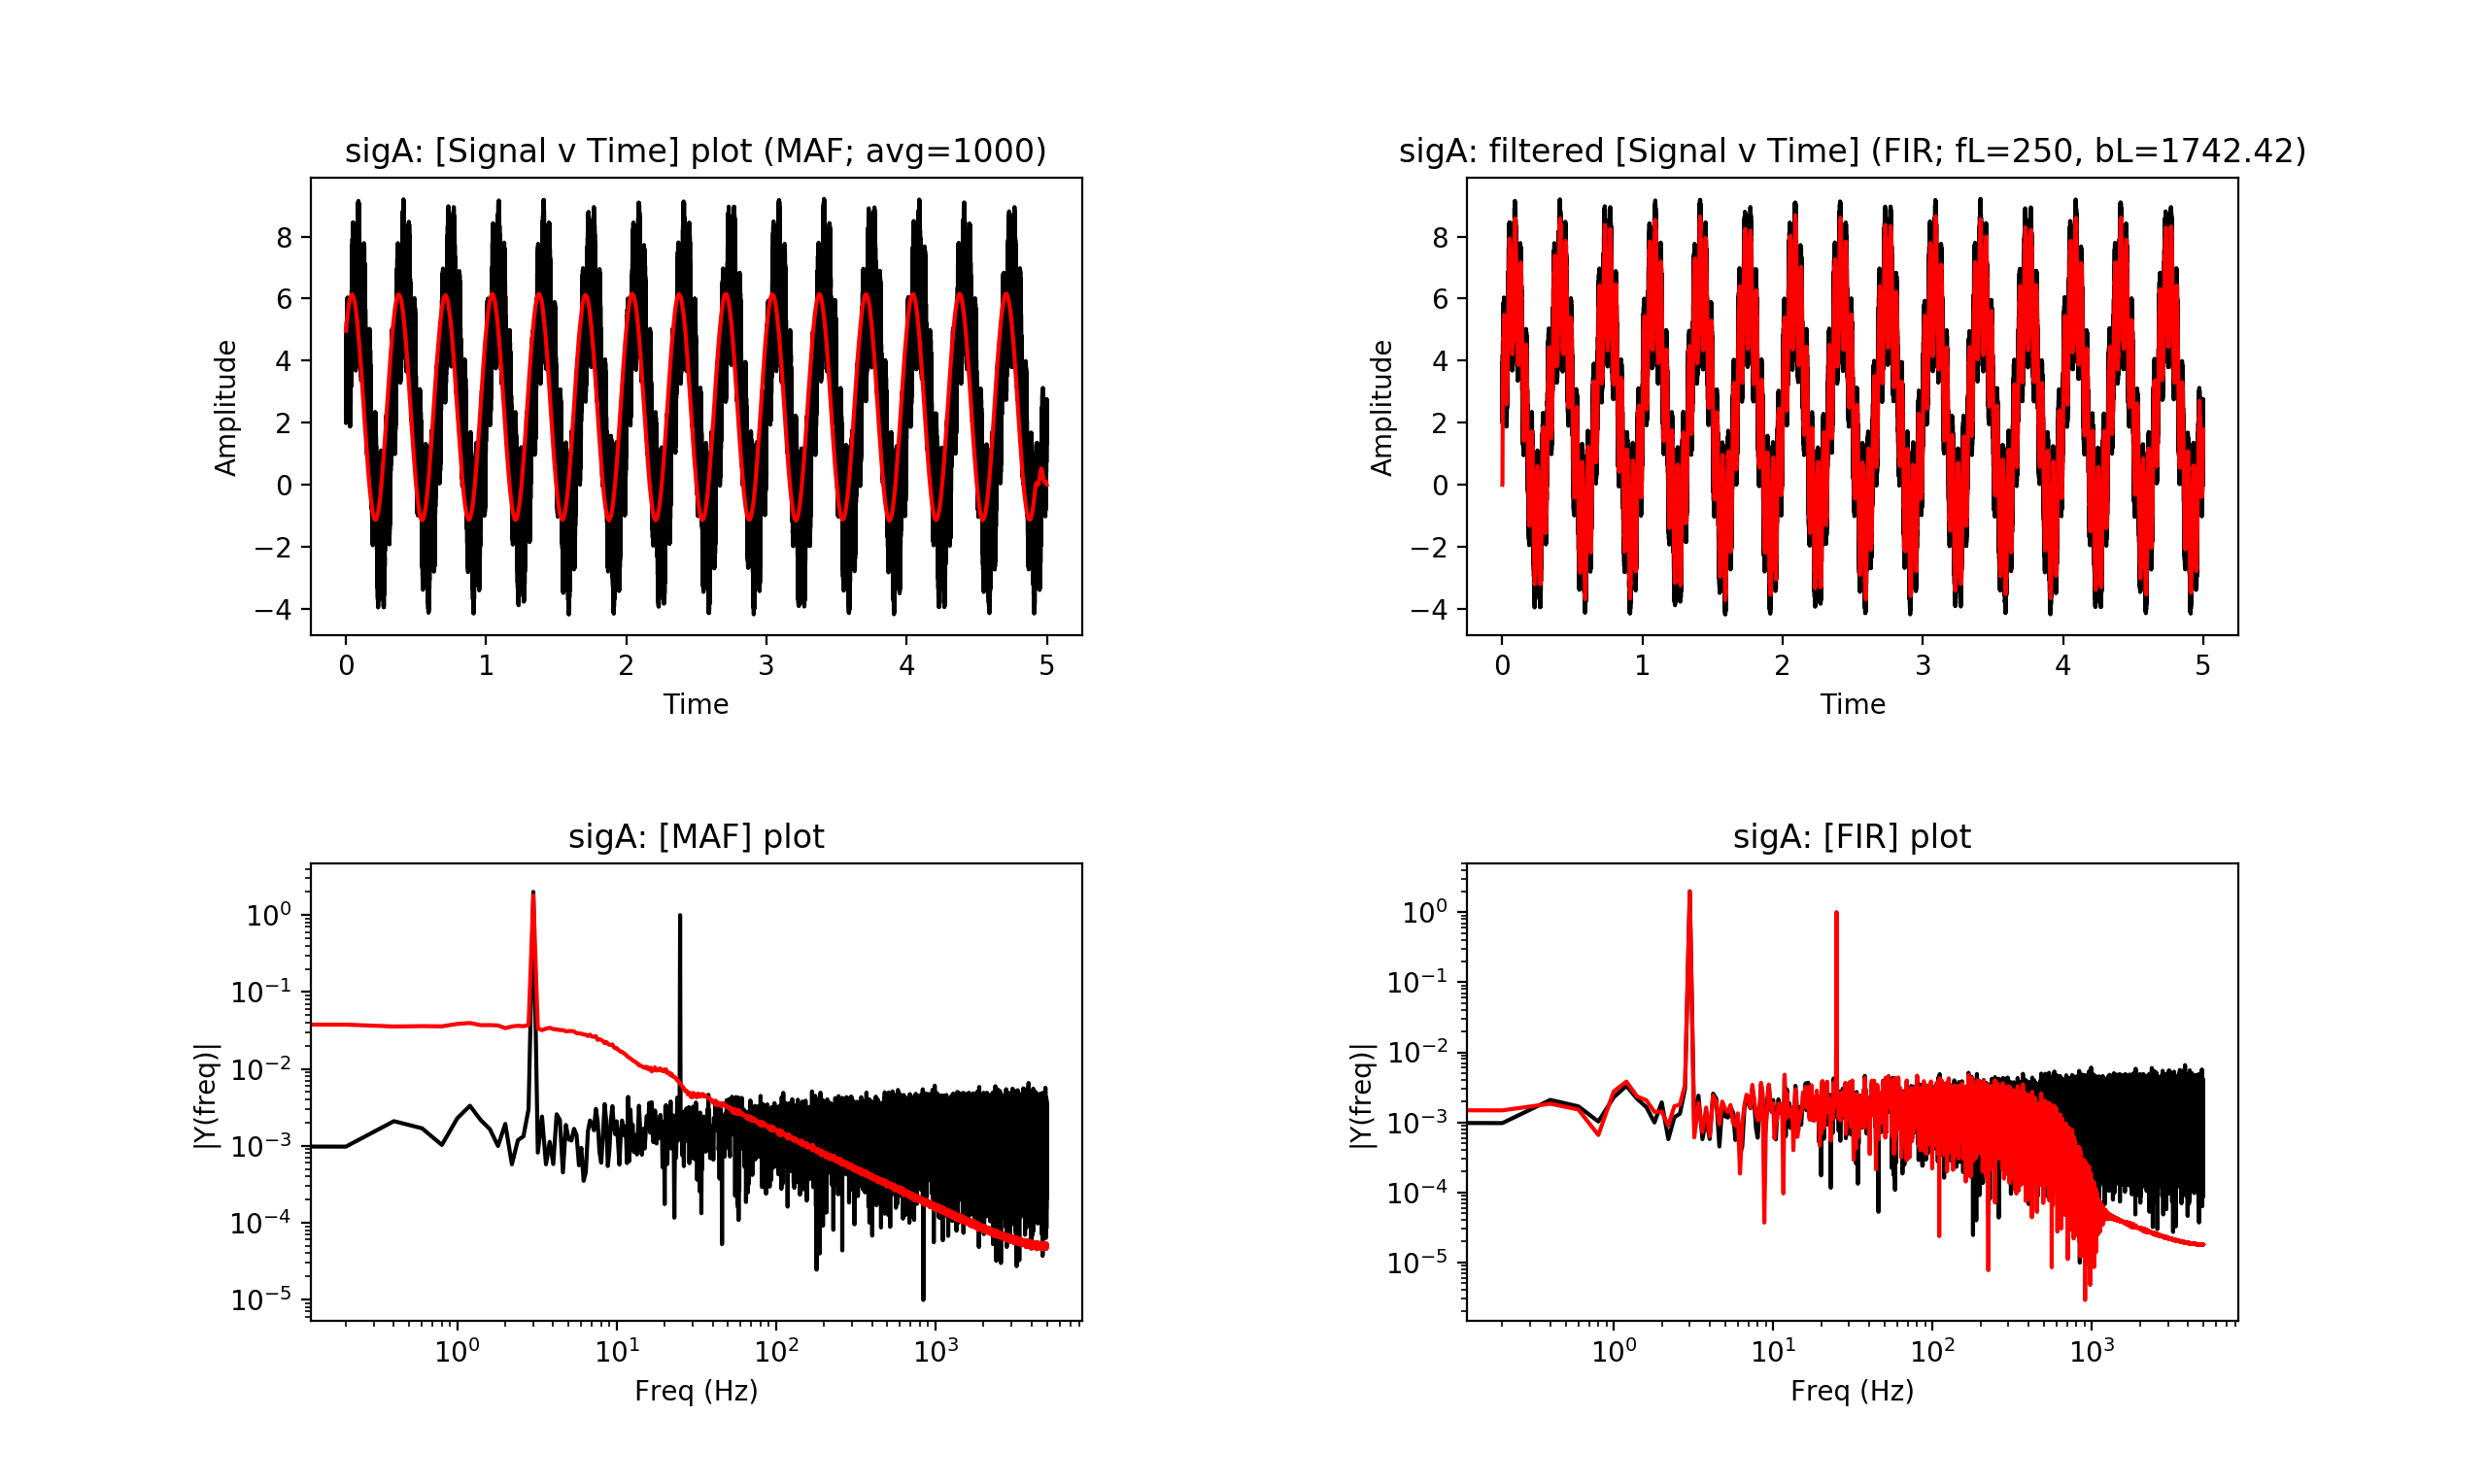 sigA: [Signal v Time] plot (MAF; avg=1000)
8
6
4
2
0
−2
−4
Amplitude
0 1 2 3 4 5
Time
sigA: filtered [Signal v Time] (FIR; fL=250, bL=1742.42)
8
6
4
2
0
−2
−4
Amplitude
0 1 2 3 4 5
Time
sigA: [MAF] plot
10⁰
10⁻¹
10⁻²
10⁻³
10⁻⁴
10⁻⁵
|Y(freq)|
10⁰ 10¹ 10² 10³
Freq (Hz)
sigA: [FIR] plot
10⁰
10⁻¹
10⁻²
10⁻³
10⁻⁴
10⁻⁵
|Y(freq)|
10⁰ 10¹ 10² 10³
Freq (Hz)